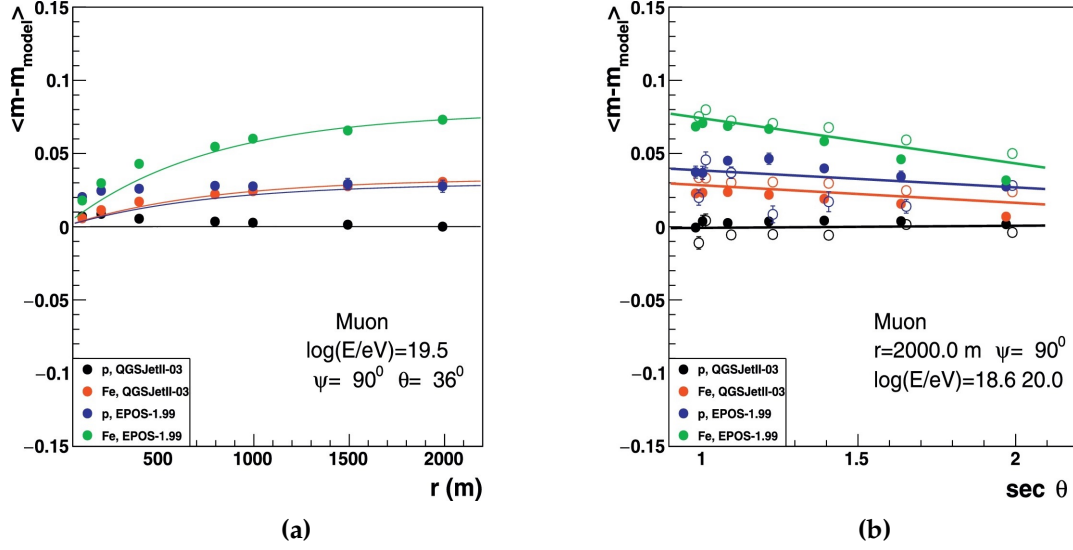 <m-m_model>
0.15
0.1
0.05
0
−0.05
−0.1
−0.15
Muon
log(E/eV)=19.5
ψ= 90⁰ θ= 36⁰
p, QGSJetII-03
Fe, QGSJetII-03
p, EPOS-1.99
Fe, EPOS-1.99
500 1000 1500 2000
r (m)
(a)
<m-m_model>
0.15
0.1
0.05
0
−0.05
−0.1
−0.15
Muon
r=2000.0 m ψ= 90⁰
log(E/eV)=18.6 20.0
p, QGSJetII-03
Fe, QGSJetII-03
p, EPOS-1.99
Fe, EPOS-1.99
1 1.5 2
sec θ
(b)